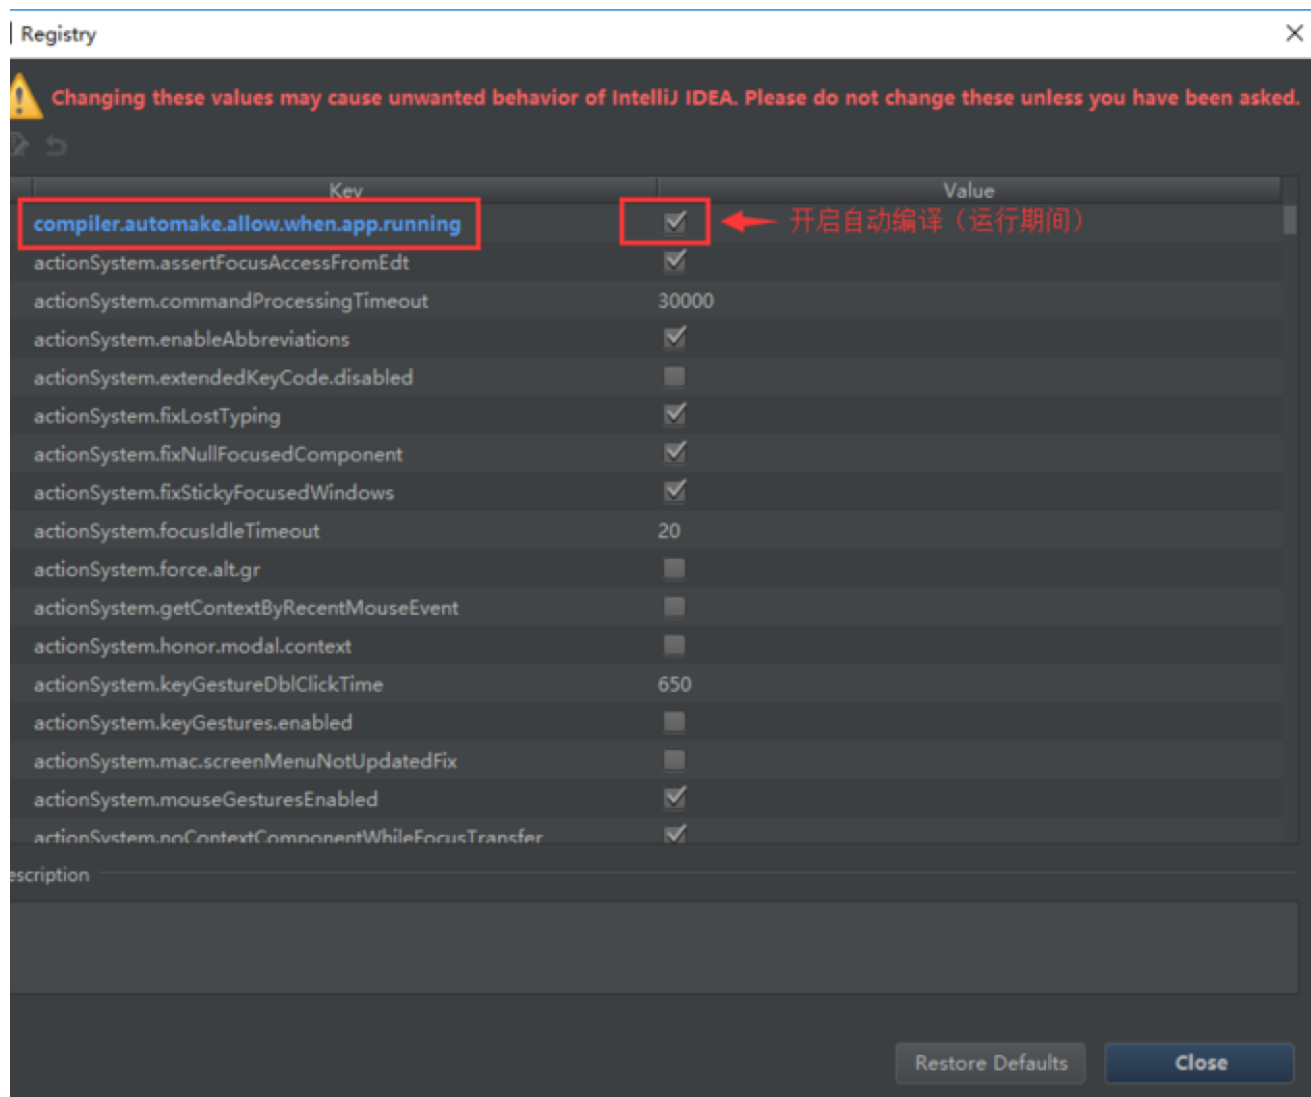 Registry
Changing these values may cause unwanted behavior of IntelliJ IDEA. Please do not change these unless you have been asked.
Key Value
compiler.automake.allow.when.app.running 开启自动编译（运行期间）
actionSystem.assertFocusAccessFromEdt
actionSystem.commandProcessingTimeout 30000
actionSystem.enableAbbreviations
actionSystem.extendedKeyCode.disabled
actionSystem.fixLostTyping
actionSystem.fixNullFocusedComponent
actionSystem.fixStickyFocusedWindows
actionSystem.focusIdleTimeout 20
actionSystem.force.alt.gr
actionSystem.getContextByRecentMouseEvent
actionSystem.honor.modal.context
actionSystem.keyGestureDblClickTime 650
actionSystem.keyGestures.enabled
actionSystem.mac.screenMenuNotUpdatedFix
actionSystem.mouseGesturesEnabled
actionSystem.noContextComponentWhileFocusTransfer
escription
Restore Defaults Close